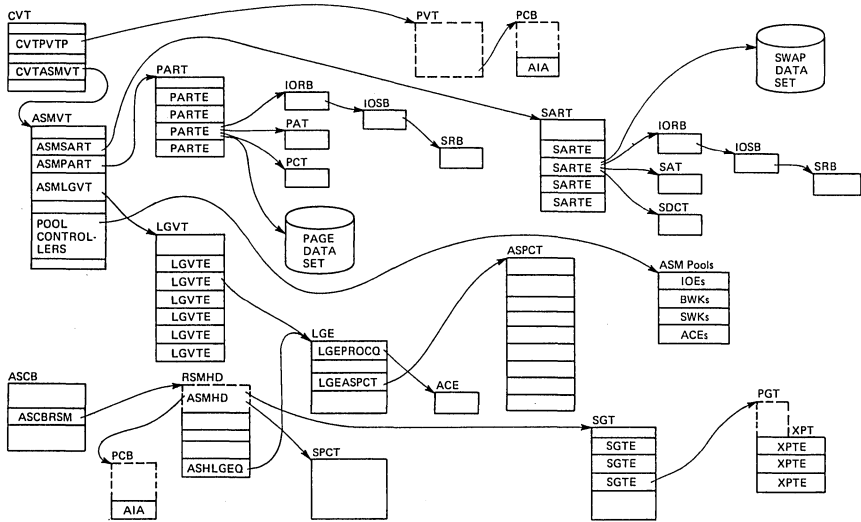 CVT
CVTPVTP
CVTASMVT
PVT
PCB
AIA
SWAP
DATA
SET
PART
PARTE
PARTE
PARTE
PARTE
IORB
IOSB
SRB
PAT
PCT
PAGE
DATA
SET
ASMVT
ASMSART
ASMPART
ASMLGVT
POOL
CONTROL-
LERS
SART
SARTE
SARTE
SARTE
SARTE
IORB
IOSB
SRB
SAT
SDCT
LGVT
LGVTE
LGVTE
LGVTE
LGVTE
LGVTE
LGVTE
ASPCT
ASM Pools
IOEs
BWKs
SWKs
ACEs
LGE
LGEPROCQ
LGEASPCT
ACE
ASCB
ASCBRSM
RSMHD
ASMHD
ASHLGEQ
PCB
AIA
SPCT
SGT
SGTE
SGTE
SGTE
PGT
XPT
XPTE
XPTE
XPTE